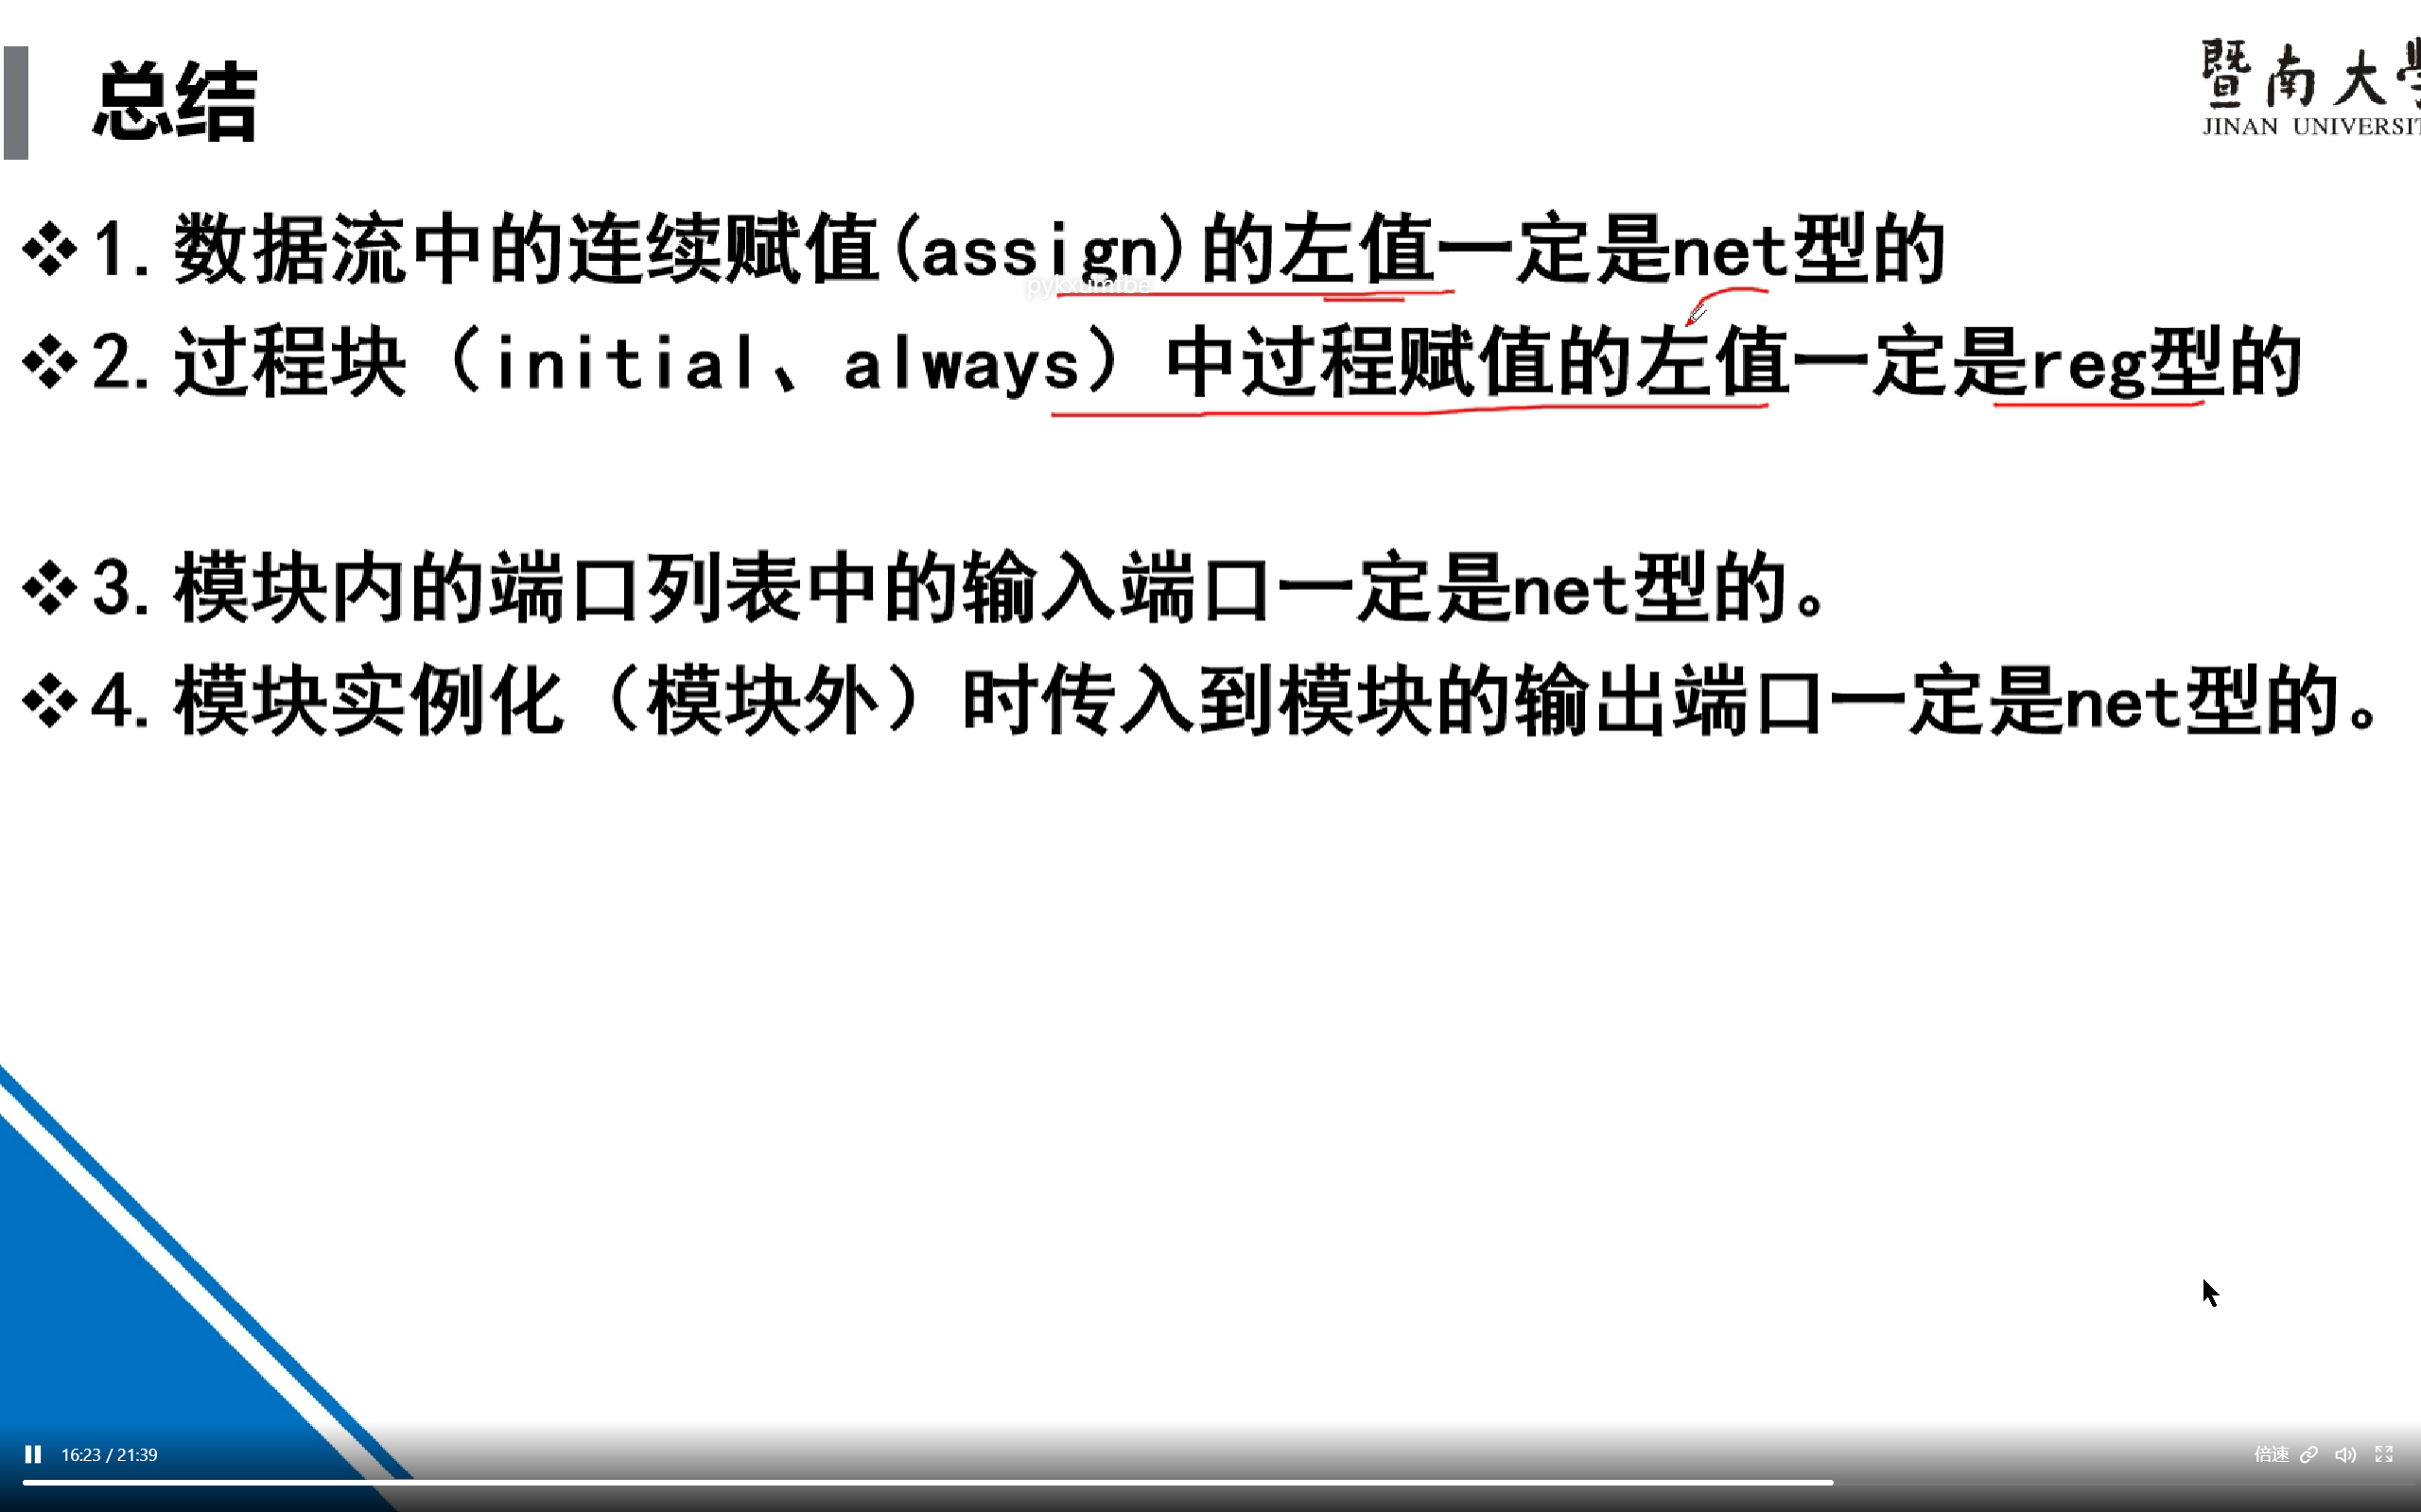 总结
暨南大學
JINAN UNIVERSIT
❖1.数据流中的连续赋值(assign)的左值一定是net型的
pykxumfbe
❖2.过程块（initial、always）中过程赋值的左值一定是reg型的
❖3.模块内的端口列表中的输入端口一定是net型的。
❖4.模块实例化（模块外）时传入到模块的输出端口一定是net型的。
16:23 / 21:39
倍速